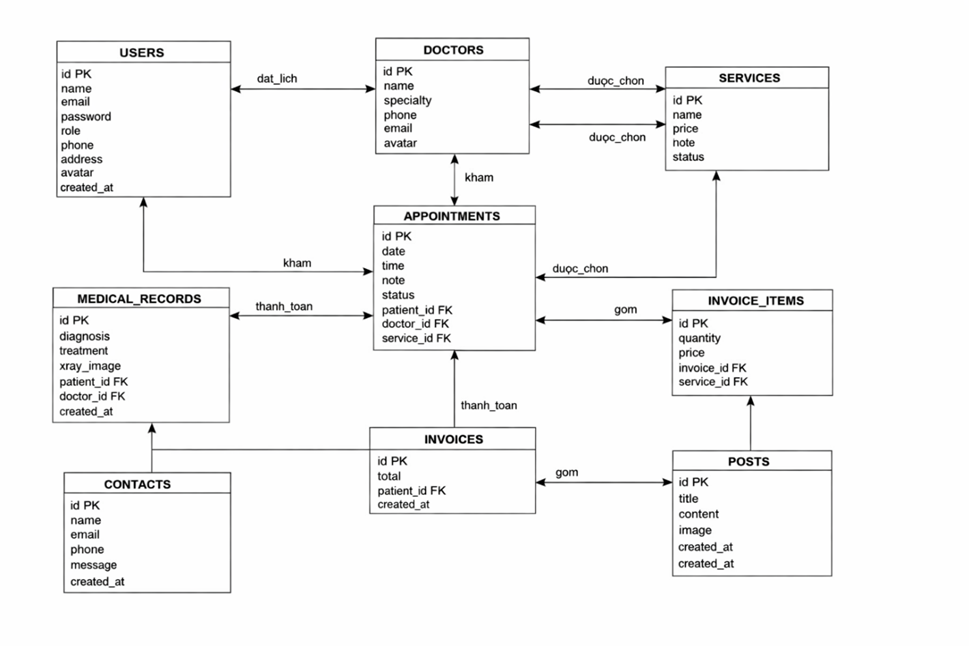 USERS
id PK
name
email
password
role
phone
address
avatar
created_at
dat_lich
DOCTORS
id PK
name
specialty
phone
email
avatar
duọc_chon
duọc_chon
SERVICES
id PK
name
price
note
status
kham
kham
APPOINTMENTS
id PK
date
time
note
status
patient_id FK
doctor_id FK
service_id FK
duọc_chon
MEDICAL_RECORDS
id PK
diagnosis
treatment
xray_image
patient_id FK
doctor_id FK
created_at
thanh_toan
gom
INVOICE_ITEMS
id PK
quantity
price
invoice_id FK
service_id FK
thanh_toan
CONTACTS
id PK
name
email
phone
message
created_at
INVOICES
id PK
total
patient_id FK
created_at
gom
POSTS
id PK
title
content
image
created_at
created_at